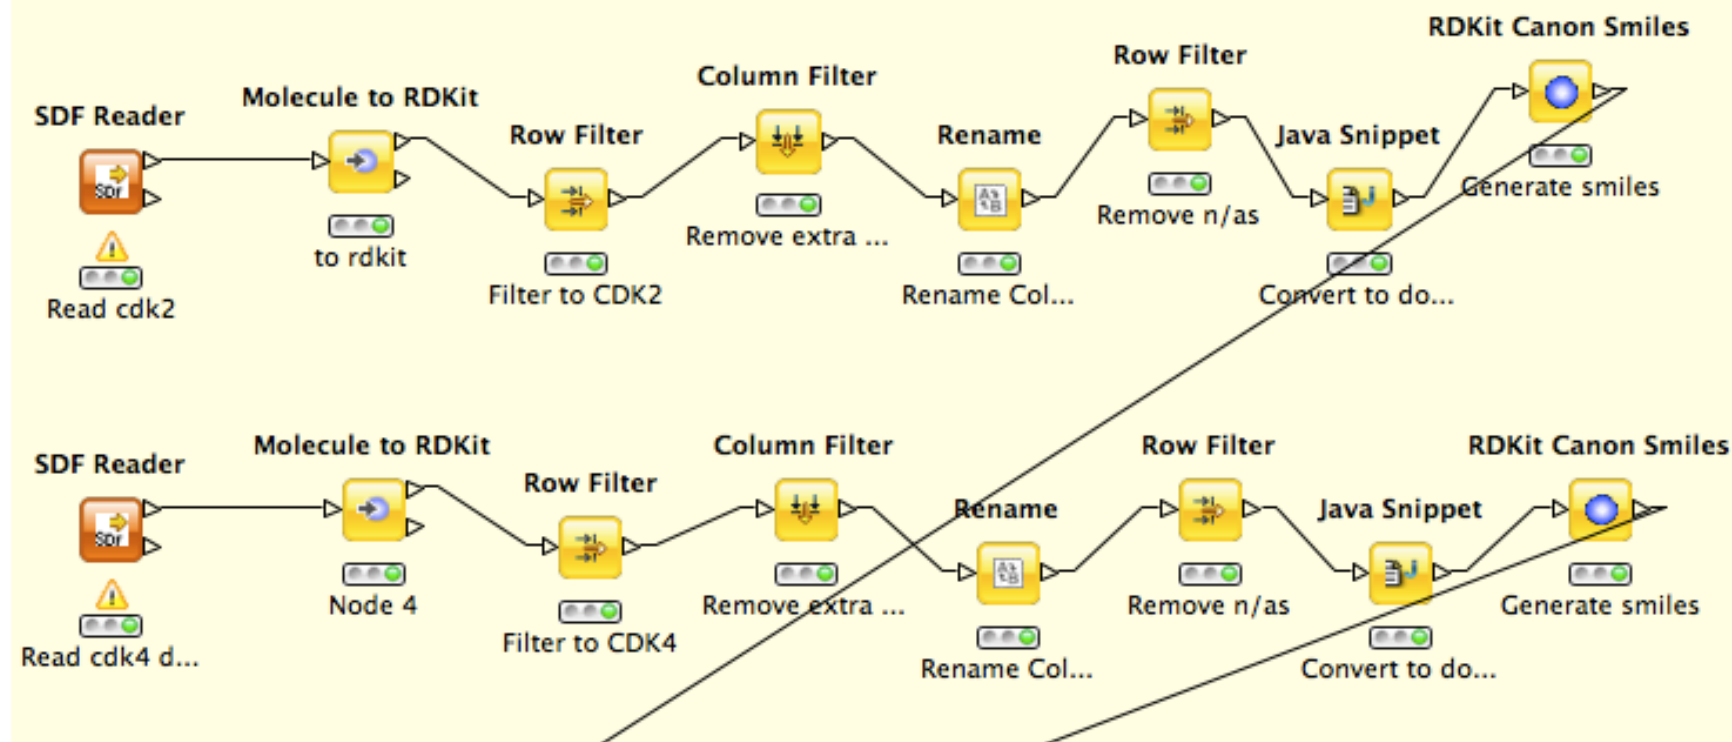 RDKit Canon Smiles
Row Filter
Column Filter
Molecule to RDKit
SDF Reader
Row Filter
Rename
Java Snippet
SDF
Generate smiles
Remove n/as
Remove extra ...
to rdkit
Filter to CDK2
Rename Col...
Convert to do...
Read cdk2
Molecule to RDKit
Column Filter
Row Filter
RDKit Canon Smiles
SDF Reader
Row Filter
Rename
Java Snippet
SDF
Node 4
Remove extra ...
Remove n/as
Generate smiles
Filter to CDK4
Read cdk4 d...
Rename Col...
Convert to do...